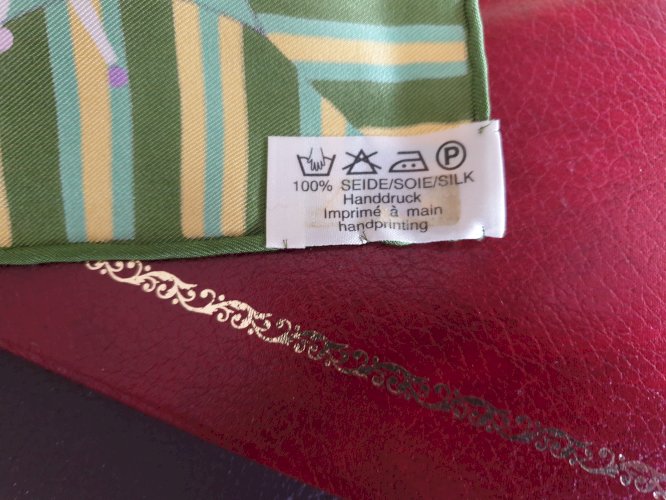 P
100% SEIDE/SOIE/SILK
Handdruck
Imprimé à main
handprinting